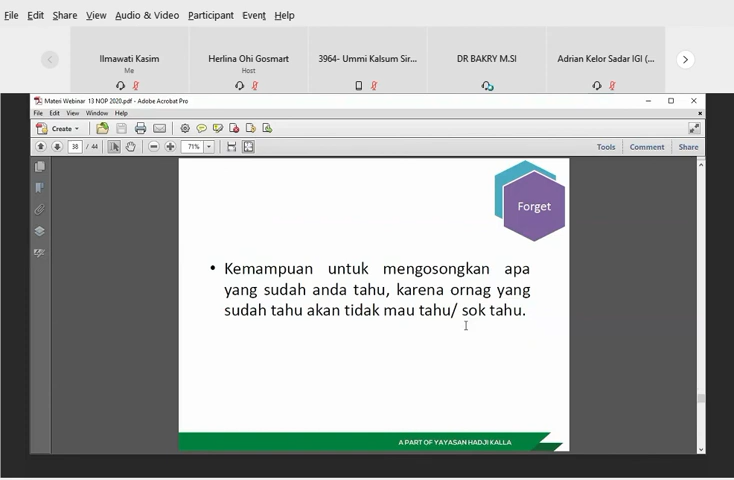 File Edit Share View Audio & Video Participant Event Help
Ilmawati Kasim
Me
Herlina Ohi Gosmart
Host
3964- Ummi Kalsum Sir...
DR BAKRY M.SI
Adrian Kelor Sadar IGI (...
Materi Webinar 13 NOP 2020.pdf - Adobe Acrobat Pro
File Edit View Window Help
Create
38 / 44 71% Tools Comment Share
Forget
• Kemampuan untuk mengosongkan apa
yang sudah anda tahu, karena ornag yang
sudah tahu akan tidak mau tahu/ sok tahu.
A PART OF YAYASAN HADJI KALLA